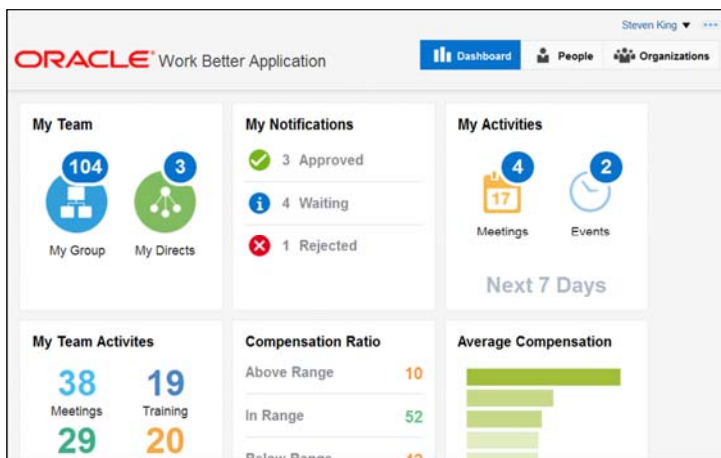 Steven King
ORACLE® Work Better Application
Dashboard People Organizations
My Team
104 3
My Group My Directs
My Notifications
3 Approved
4 Waiting
1 Rejected
My Activities
4 2
17
Meetings Events
Next 7 Days
My Team Activites
38 19
Meetings Training
29 20
Compensation Ratio
Above Range 10
In Range 52
Below Range
Average Compensation